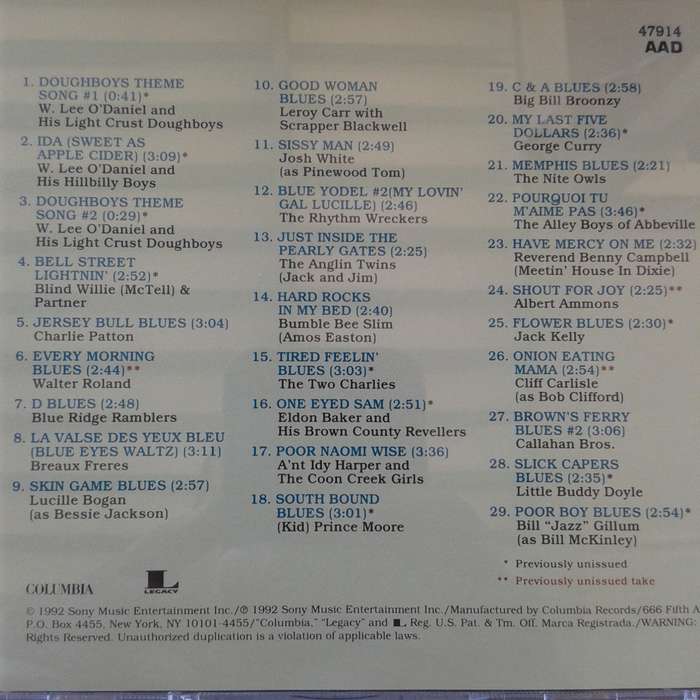 47914
AAD
1. DOUGHBOYS THEME
SONG #1 (0:41)*
W. Lee O'Daniel and
His Light Crust Doughboys
2. IDA (SWEET AS
APPLE CIDER) (3:09)*
W. Lee O'Daniel and
His Hillbilly Boys
3. DOUGHBOYS THEME
SONG #2 (0:29)*
W. Lee O'Daniel and
His Light Crust Doughboys
4. BELL STREET
LIGHTNIN' (2:52)*
Blind Willie (McTell) &
Partner
5. JERSEY BULL BLUES (3:04)
Charlie Patton
6. EVERY MORNING
BLUES (2:44)**
Walter Roland
7. D BLUES (2:48)
Blue Ridge Ramblers
8. LA VALSE DES YEUX BLEU
(BLUE EYES WALTZ) (3:11)
Breaux Freres
9. SKIN GAME BLUES (2:57)
Lucille Bogan
(as Bessie Jackson)
10. GOOD WOMAN
BLUES (2:57)
Leroy Carr with
Scrapper Blackwell
11. SISSY MAN (2:49)
Josh White
(as Pinewood Tom)
12. BLUE YODEL #2(MY LOVIN'
GAL LUCILLE) (2:46)
The Rhythm Wreckers
13. JUST INSIDE THE
PEARLY GATES (2:25)
The Anglin Twins
(Jack and Jim)
14. HARD ROCKS
IN MY BED (2:40)
Bumble Bee Slim
(Amos Easton)
15. TIRED FEELIN'
BLUES (3:03)*
The Two Charlies
16. ONE EYED SAM (2:51)*
Eldon Baker and
His Brown County Revellers
17. POOR NAOMI WISE (3:36)
A'nt Idy Harper and
The Coon Creek Girls
18. SOUTH BOUND
BLUES (3:01)*
(Kid) Prince Moore
19. C & A BLUES (2:58)
Big Bill Broonzy
20. MY LAST FIVE
DOLLARS (2:36)*
George Curry
21. MEMPHIS BLUES (2:21)
The Nite Owls
22. POURQUOI TU
M'AIME PAS (3:46)*
The Alley Boys of Abbeville
23. HAVE MERCY ON ME (2:32)
Reverend Benny Campbell
(Meetin' House In Dixie)
24. SHOUT FOR JOY (2:25)**
Albert Ammons
25. FLOWER BLUES (2:30)*
Jack Kelly
26. ONION EATING
MAMA (2:54)**
Cliff Carlisle
(as Bob Clifford)
27. BROWN'S FERRY
BLUES #2 (3:06)
Callahan Bros.
28. SLICK CAPERS
BLUES (2:35)*
Little Buddy Doyle
29. POOR BOY BLUES (2:54)*
Bill "Jazz" Gillum
(as Bill McKinley)
* Previously unissued
** Previously unissued take
COLUMBIA
L
LEGACY
© 1992 Sony Music Entertainment Inc./℗ 1992 Sony Music Entertainment Inc./Manufactured by Columbia Records/666 Fifth A
P.O. Box 4455, New York, NY 10101-4455/"Columbia," "Legacy" and L Reg. U.S. Pat. & Tm. Off. Marca Registrada./WARNING:
Rights Reserved. Unauthorized duplication is a violation of applicable laws.